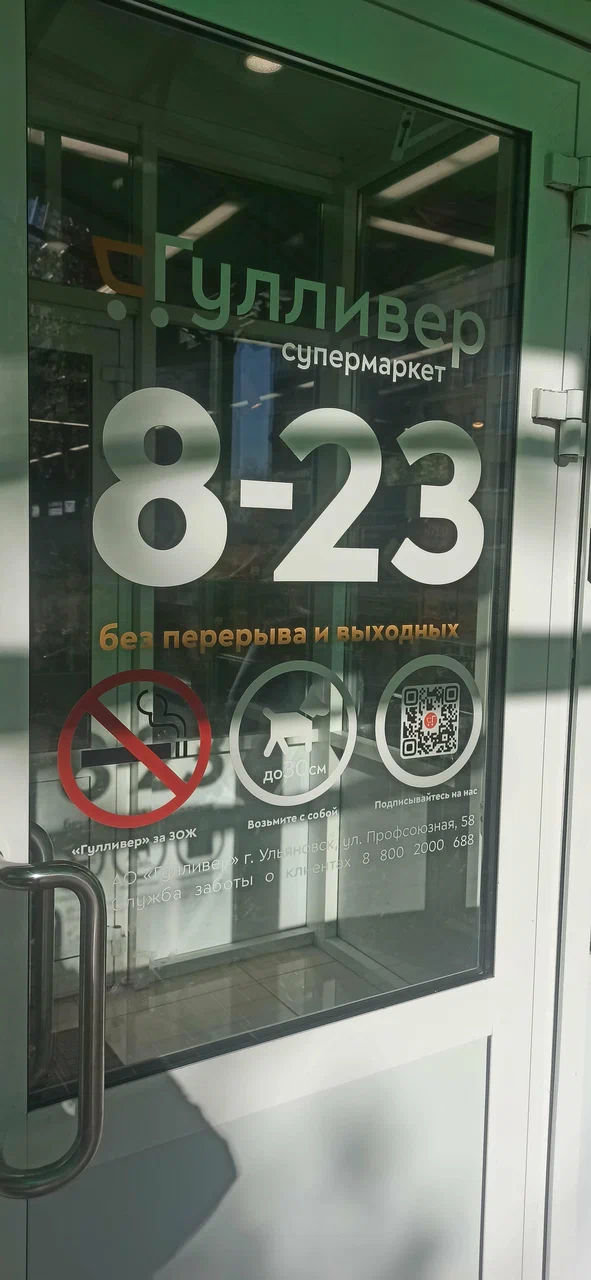 Гулливер
супермаркет
8-23
без перерыва и выходных
до 30 см
«Гулливер» за ЗОЖ
Возьмите с собой
Подписывайтесь на нас
АО «Гулливер» г. Ульяновск, ул. Профсоюзная, 58
Служба заботы о клиентах 8 800 2000 688